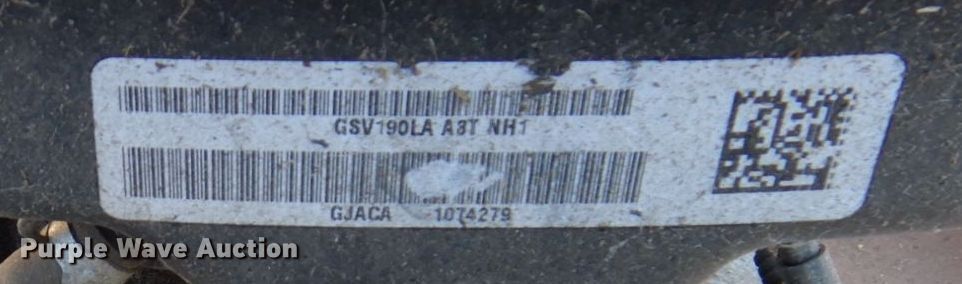 GSV190LA A3T NH1
GJACA 1074279
Purple Wave Auction